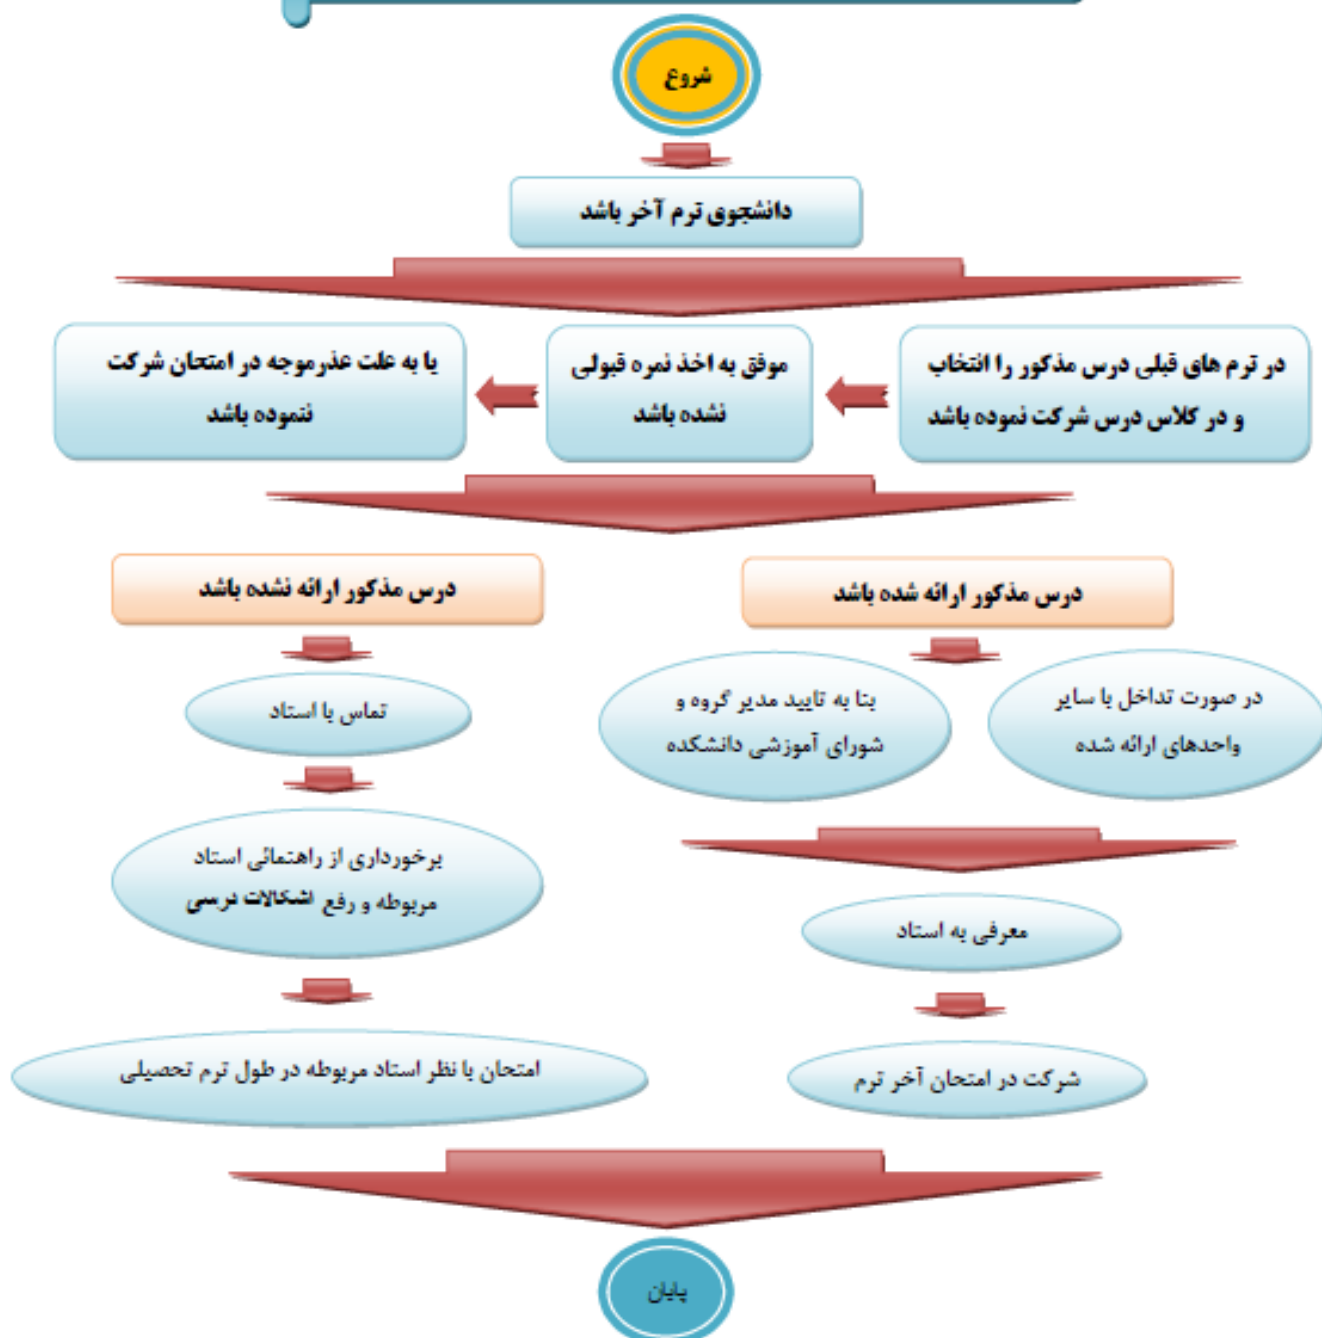 شروع
دانشجوی ترم آخر باشد
در ترم های قبلی درس مذکور را انتخاب
و در کلاس درس شرکت نموده باشد
موفق به اخذ نمره قبولی
نشده باشد
یا به علت عذرموجه در امتحان شرکت
ننموده باشد
درس مذکور ارائه شده باشد
درس مذکور ارائه نشده باشد
در صورت تداخل با سایر
واحدهای ارائه شده
بنا به تایید مدیر گروه و
شورای آموزشی دانشکده
معرفی به استاد
شرکت در امتحان آخر ترم
تماس با استاد
برخورداری از راهنمائی استاد
مربوطه و رفع اشکالات درسی
امتحان با نظر استاد مربوطه در طول ترم تحصیلی
پایان